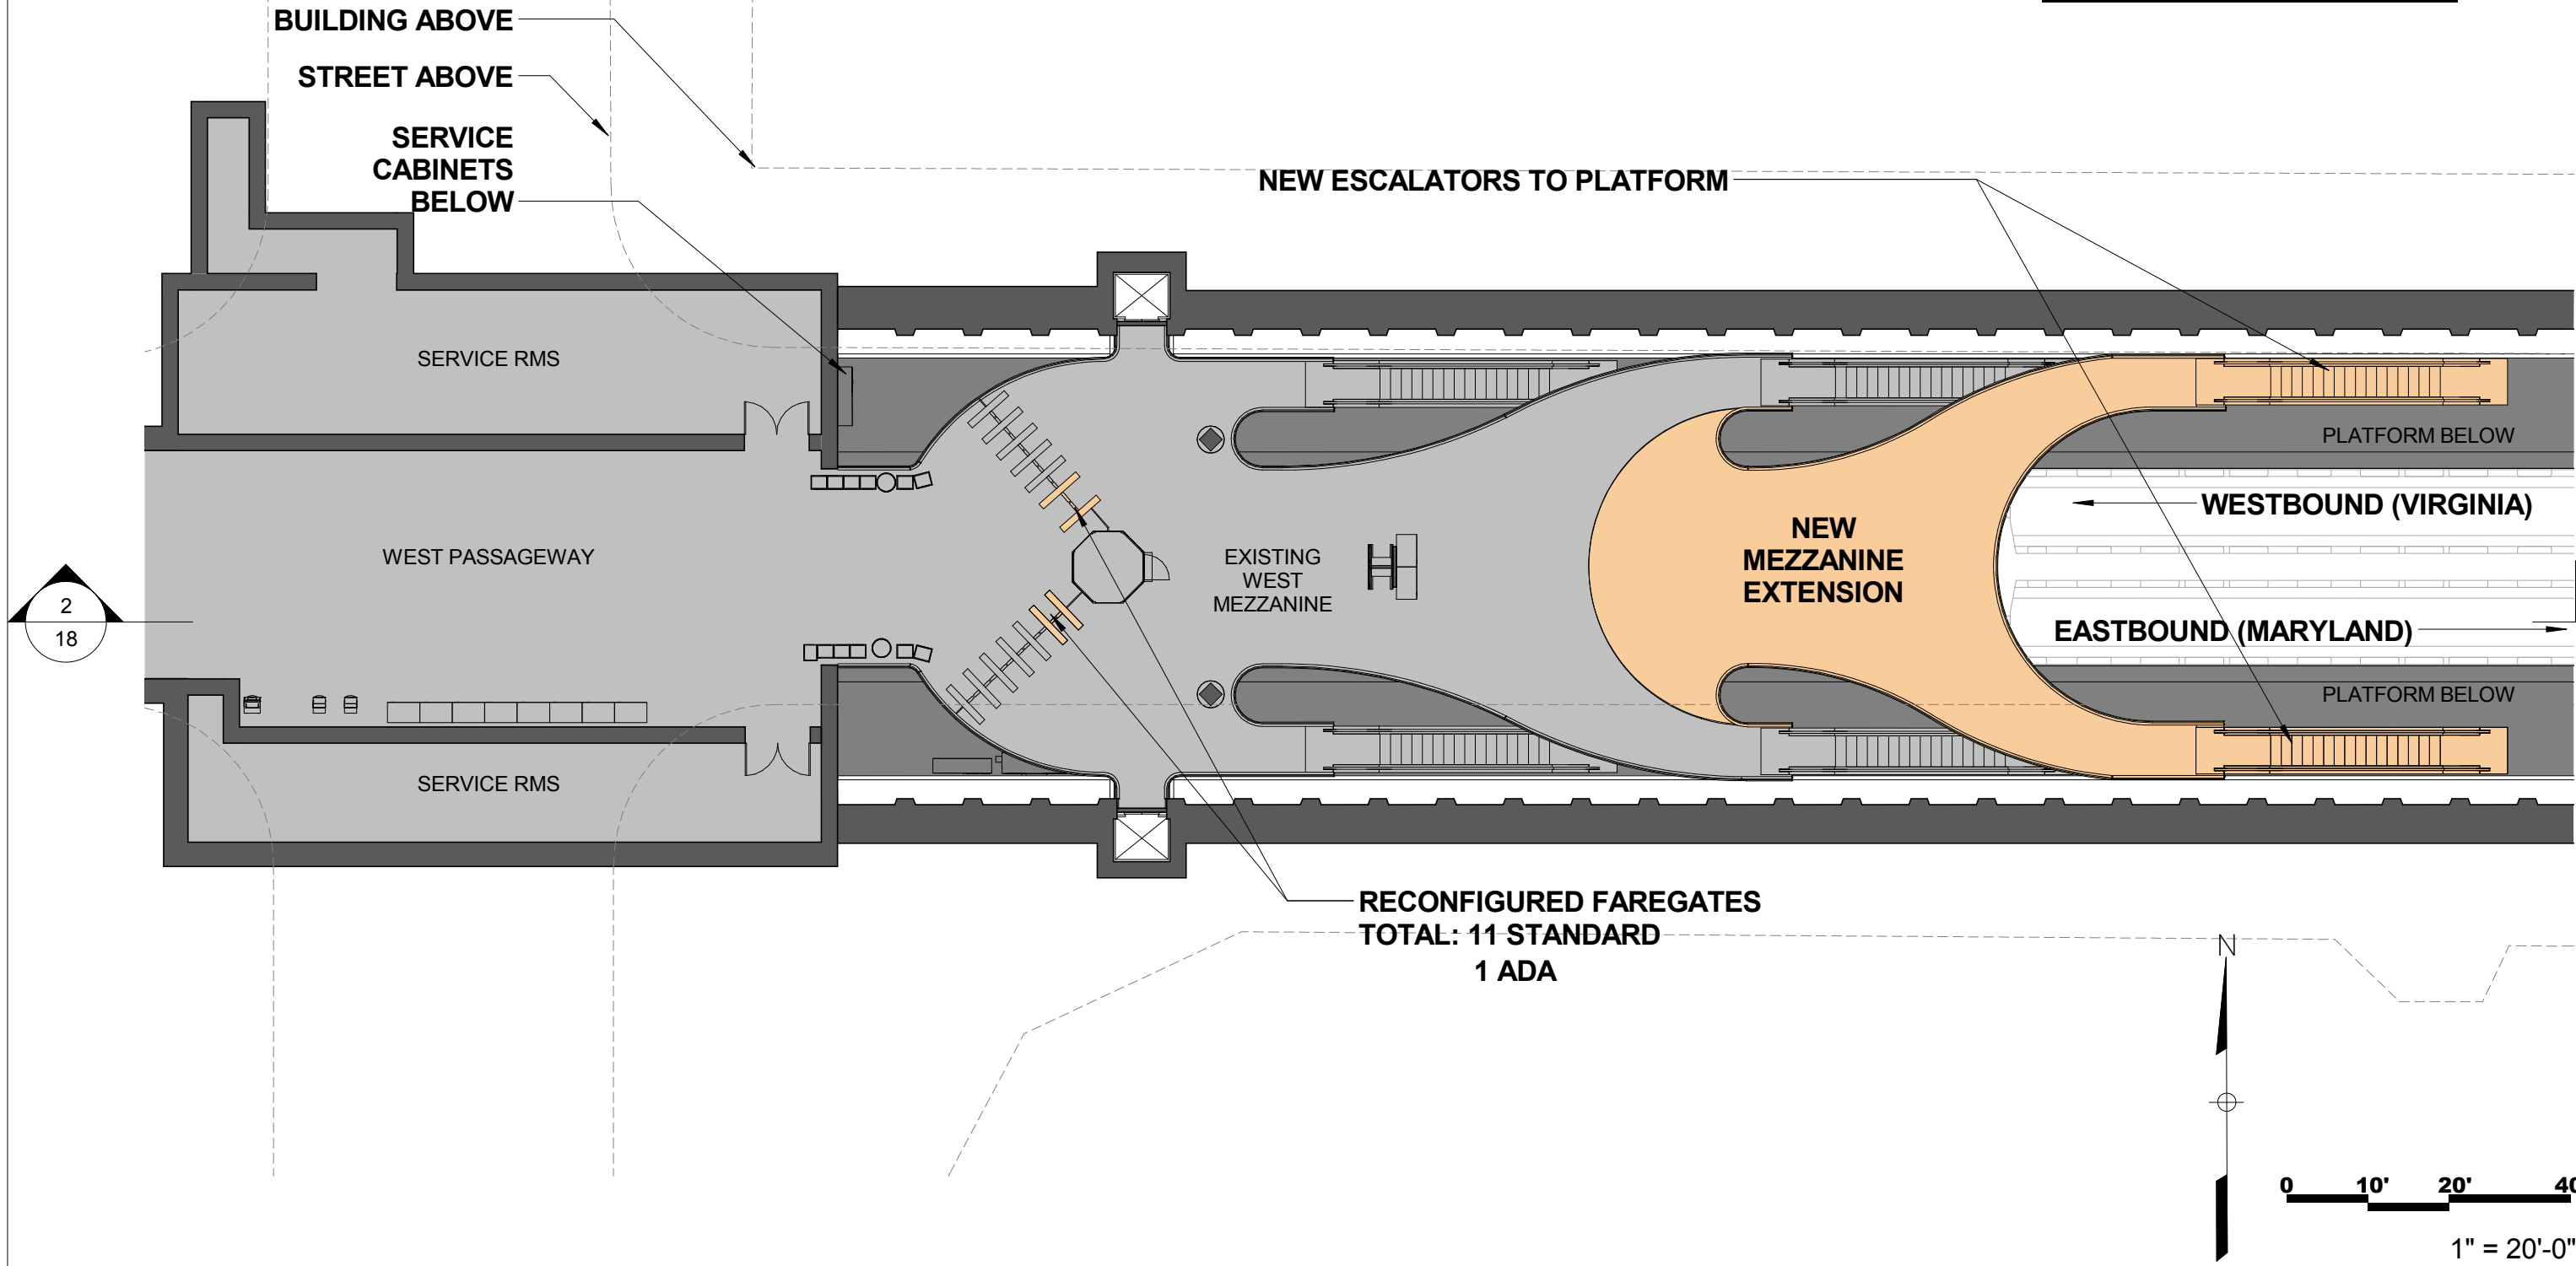 BUILDING ABOVE
STREET ABOVE
SERVICE
CABINETS
BELOW
NEW ESCALATORS TO PLATFORM
SERVICE RMS
PLATFORM BELOW
WESTBOUND (VIRGINIA)
WEST PASSAGEWAY
EXISTING
WEST
MEZZANINE
NEW
MEZZANINE
EXTENSION
2
18
EASTBOUND (MARYLAND)
PLATFORM BELOW
SERVICE RMS
RECONFIGURED FAREGATES
TOTAL: 11 STANDARD
1 ADA
N
0 10' 20' 40
1" = 20'-0"